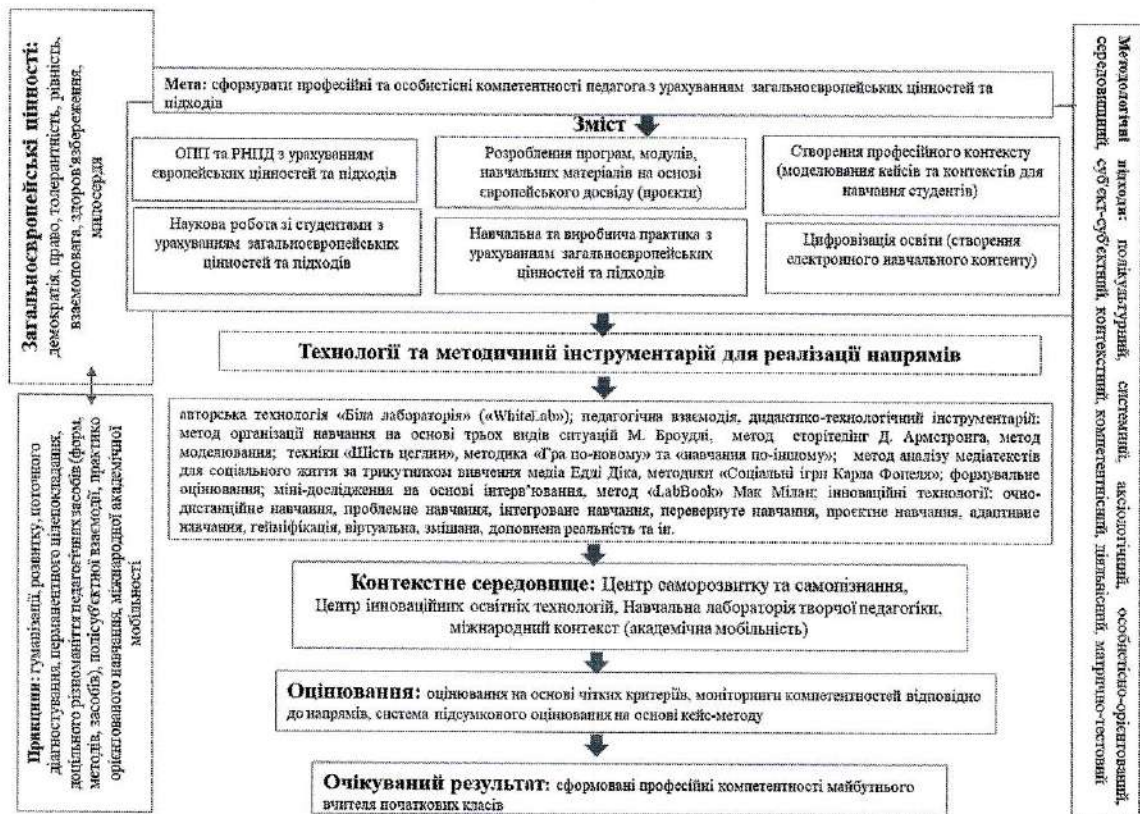 Загальноєвропейські цінності:
демократія, право, толерантність, рівність,
взаємоповага, здоров'язбереження,
милосердя
Принципи: гуманізації, розвитку, поточного
діагностування, перманентного цілепокладання,
доцільного різноманіття педагогічних засобів (форм,
методів, засобів), полісуб'єктної взаємодії, практико
орієнтованого навчання, міжнародної академічної
мобільності
Мета: сформувати професійні та особистісні компетентності педагога з урахуванням загальноєвропейських цінностей та
підходів
Зміст
ОПП та РНПД з урахуванням
європейських цінностей та підходів
Розроблення програм, модулів,
навчальних матеріалів на основі
європейського досвіду (проєкти)
Створення професійного контексту
(моделювання кейсів та контекстів для
навчання студентів)
Наукова робота зі студентами з
урахуванням загальноєвропейських
цінностей та підходів
Навчальна та виробнича практика з
урахуванням загальноєвропейських
цінностей та підходів
Цифровізація освіти (створення
електронного навчального контенту)
Технології та методичний інструментарій для реалізації напрямів
авторська технологія «Біла лабораторія» («WhiteLab»); педагогічна взаємодія, дидактико-технологічний інструментарій:
метод організації навчання на основі трьох видів ситуацій М. Броудлі, метод сторітелінг Д. Армстронга, метод
моделювання; техніки «Шість цеглин», методика «Гра по-новому» та «навчання по-іншому»; метод аналізу медіатекстів
для соціального життя за трикутником вивчення медіа Едді Діка, методики «Соціальні ігри Карла Фопеля»; формувальне
оцінювання; міні-дослідження на основі інтерв'ювання, метод «LabBook» Мак Мілан; інноваційні технології: очно-
дистанційне навчання, проблемне навчання, інтегроване навчання, перевернуте навчання, проєктне навчання, адаптивне
навчання, гейміфікація, віртуальна, змішана, доповнена реальність та ін.
Контекстне середовище: Центр саморозвитку та самопізнання,
Центр інноваційних освітніх технологій, Навчальна лабораторія творчої педагогіки,
міжнародний контекст (академічна мобільність)
Оцінювання: оцінювання на основі чітких критеріїв, моніторинги компетентностей відповідно
до напрямів, система підсумкового оцінювання на основі кейс-методу
Очікуваний результат: сформовані професійні компетентності майбутнього
вчителя початкових класів
Методологічні підходи: полікультурний, системний, аксіологічний, особистісно-орієнтований,
середовищний, суб'єкт-суб'єктний, контекстний, компетентнісний, діяльнісний, матрично-тестовий